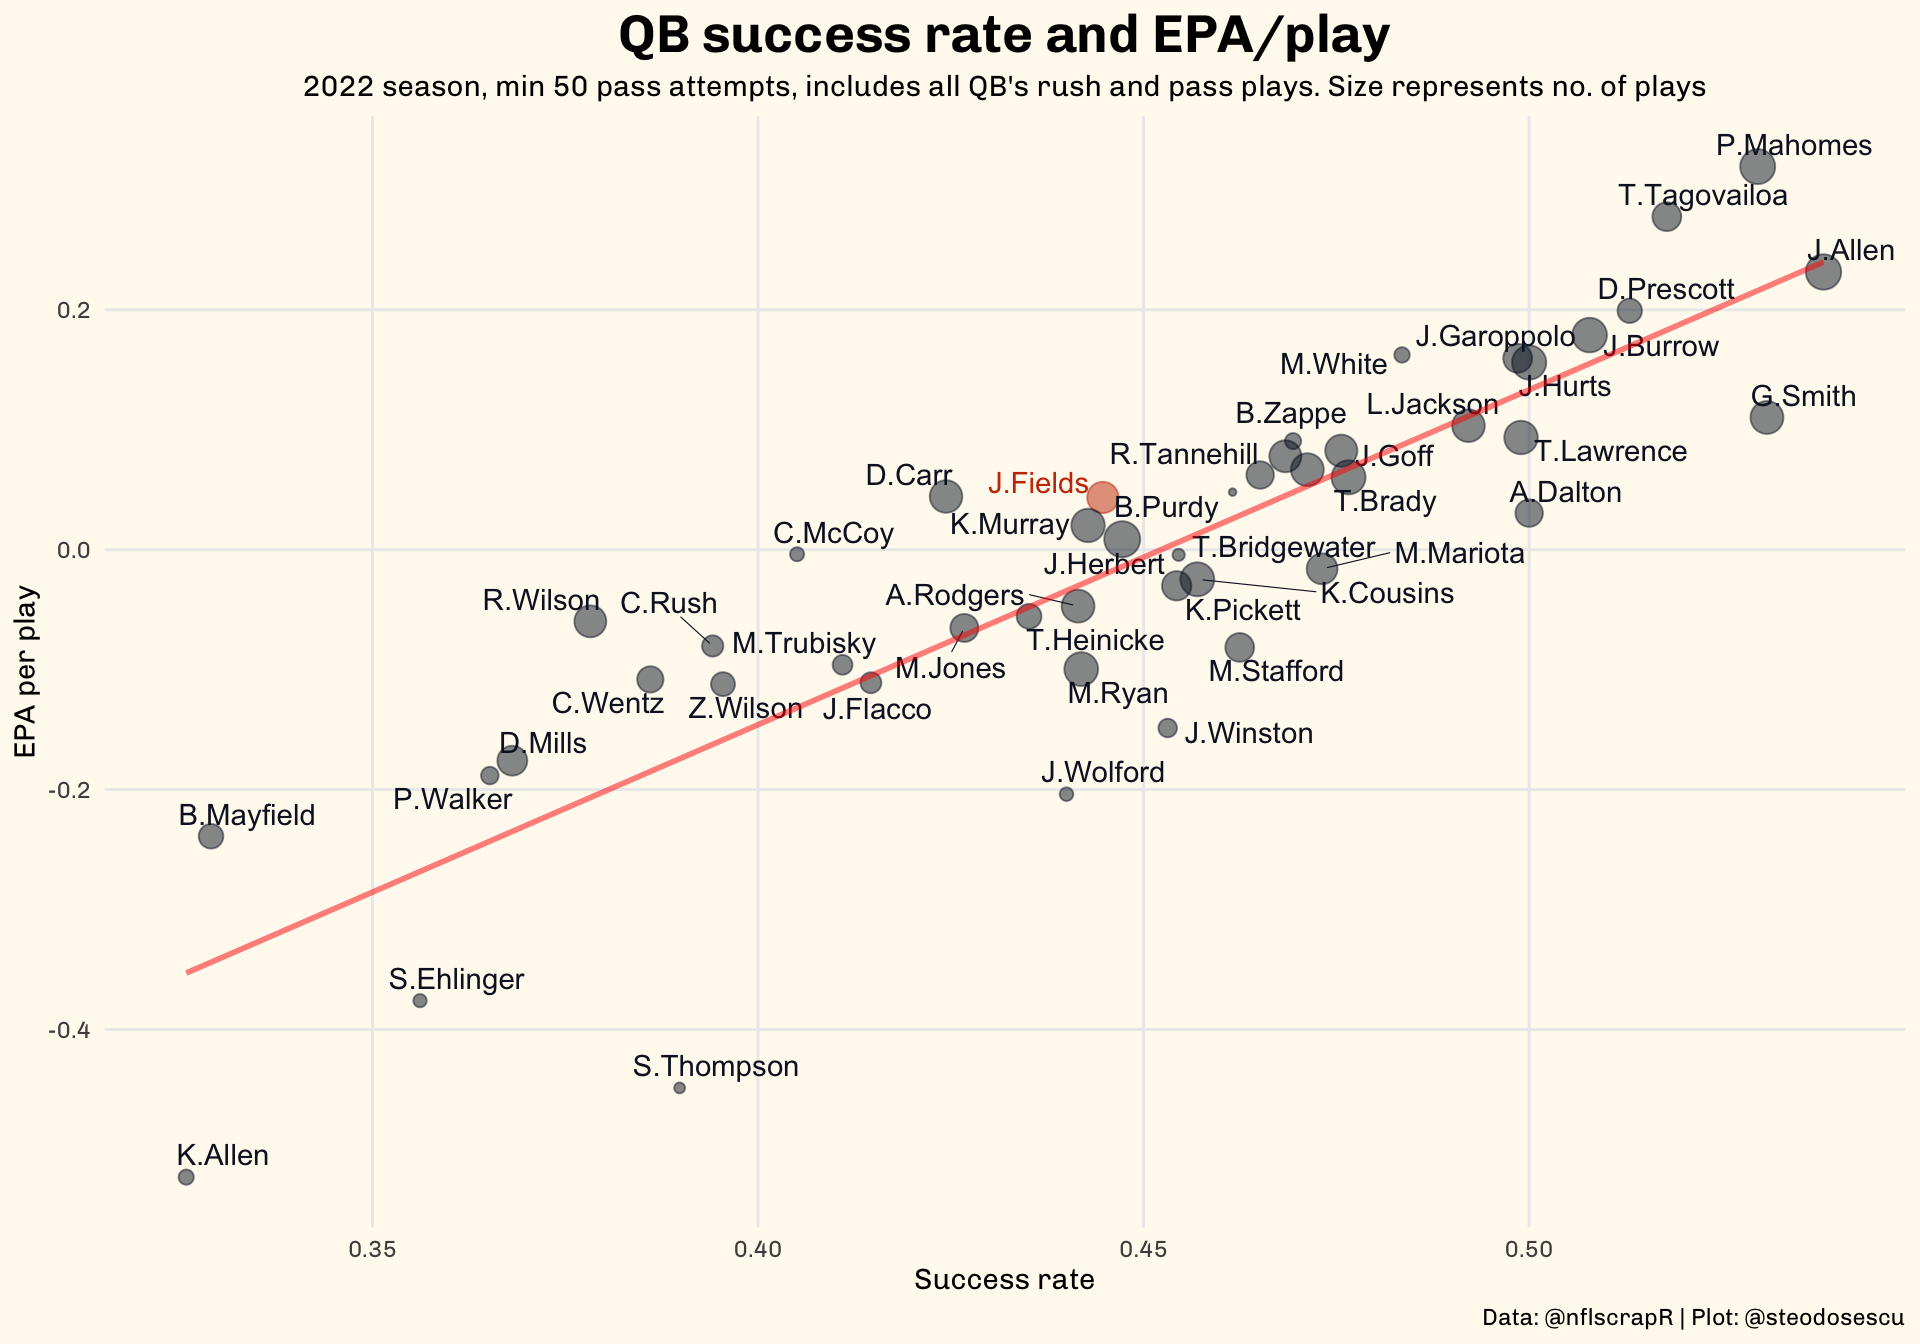 QB success rate and EPA/play
2022 season, min 50 pass attempts, includes all QB's rush and pass plays. Size represents no. of plays
P.Mahomes
T.Tagovailoa
J.Allen
D.Prescott
J.Garoppolo
J.Burrow
M.White
J.Hurts
G.Smith
L.Jackson
B.Zappe
T.Lawrence
R.Tannehill
J.Goff
D.Carr
J.Fields
A.Dalton
T.Brady
B.Purdy
K.Murray
C.McCoy
T.Bridgewater
M.Mariota
J.Herbert
K.Cousins
A.Rodgers
R.Wilson
C.Rush
K.Pickett
M.Trubisky
T.Heinicke
M.Jones
M.Stafford
M.Ryan
C.Wentz
Z.Wilson
J.Flacco
J.Winston
D.Mills
J.Wolford
P.Walker
B.Mayfield
S.Ehlinger
S.Thompson
K.Allen
0.2
0.0
-0.2
-0.4
EPA per play
0.35
0.40
0.45
0.50
Success rate
Data: @nflscrapR | Plot: @steodosescu